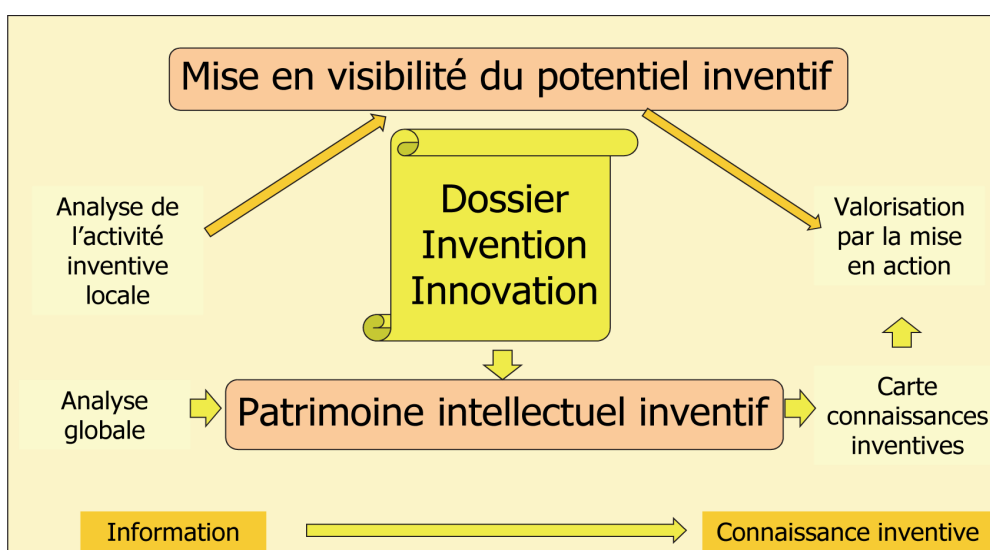 Mise en visibilité du potentiel inventif
Analyse de
l'activité
inventive
locale
Dossier
Invention
Innovation
Valorisation
par la mise
en action
Analyse
globale
Patrimoine intellectuel inventif
Carte
connaissances
inventives
Information
Connaissance inventive